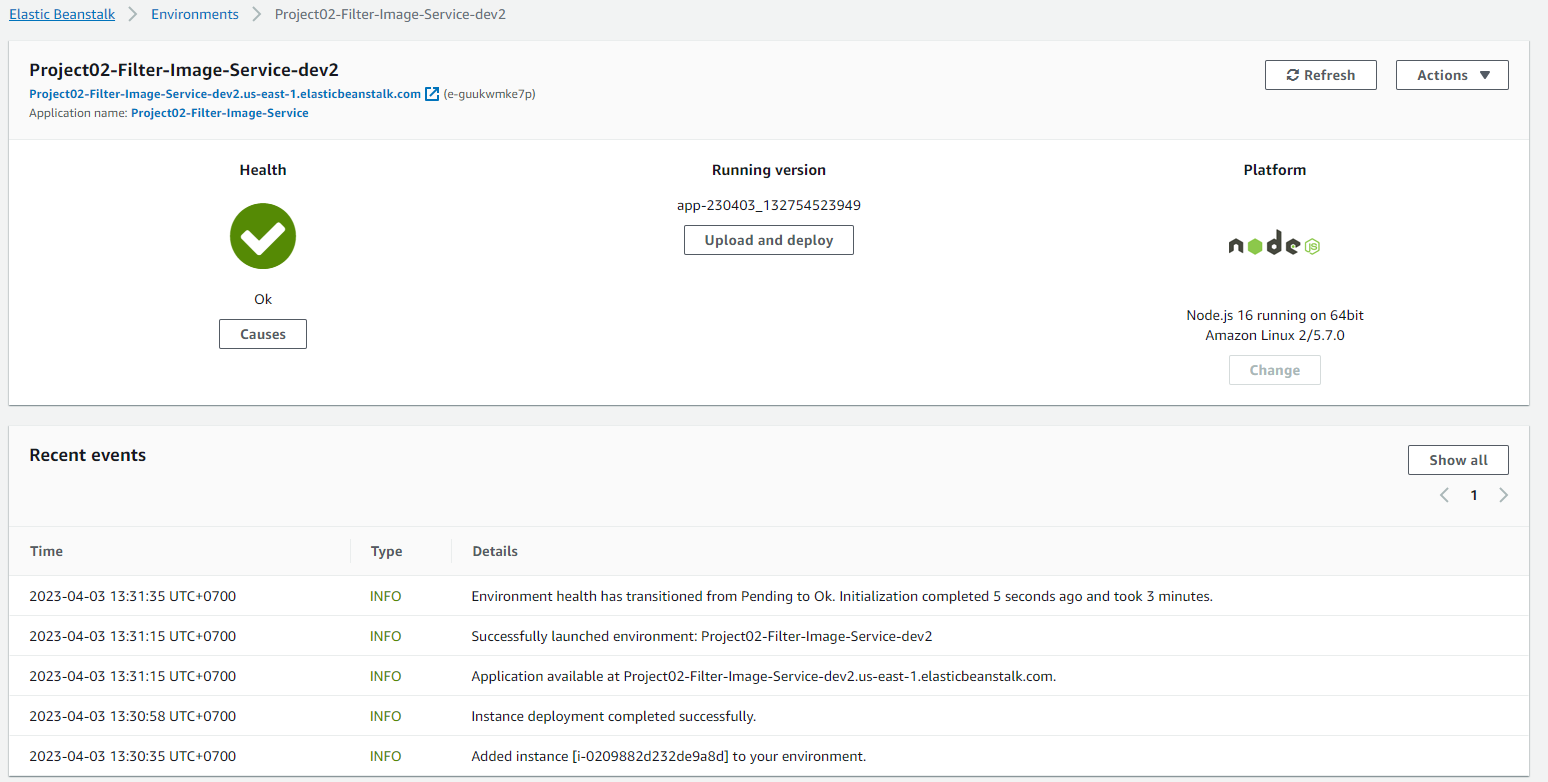 Elastic Beanstalk > Environments > Project02-Filter-Image-Service-dev2
Project02-Filter-Image-Service-dev2
Refresh
Actions ▼
Project02-Filter-Image-Service-dev2.us-east-1.elasticbeanstalk.com (e-guukwmke7p)
Application name: Project02-Filter-Image-Service
Health
Ok
Causes
Running version
app-230403_132754523949
Upload and deploy
Platform
node JS
Node.js 16 running on 64bit
Amazon Linux 2/5.7.0
Change
Recent events
Show all
< 1 >
Time Type Details
2023-04-03 13:31:35 UTC+0700 INFO Environment health has transitioned from Pending to Ok. Initialization completed 5 seconds ago and took 3 minutes.
2023-04-03 13:31:15 UTC+0700 INFO Successfully launched environment: Project02-Filter-Image-Service-dev2
2023-04-03 13:31:15 UTC+0700 INFO Application available at Project02-Filter-Image-Service-dev2.us-east-1.elasticbeanstalk.com.
2023-04-03 13:30:58 UTC+0700 INFO Instance deployment completed successfully.
2023-04-03 13:30:35 UTC+0700 INFO Added instance [i-0209882d232de9a8d] to your environment.